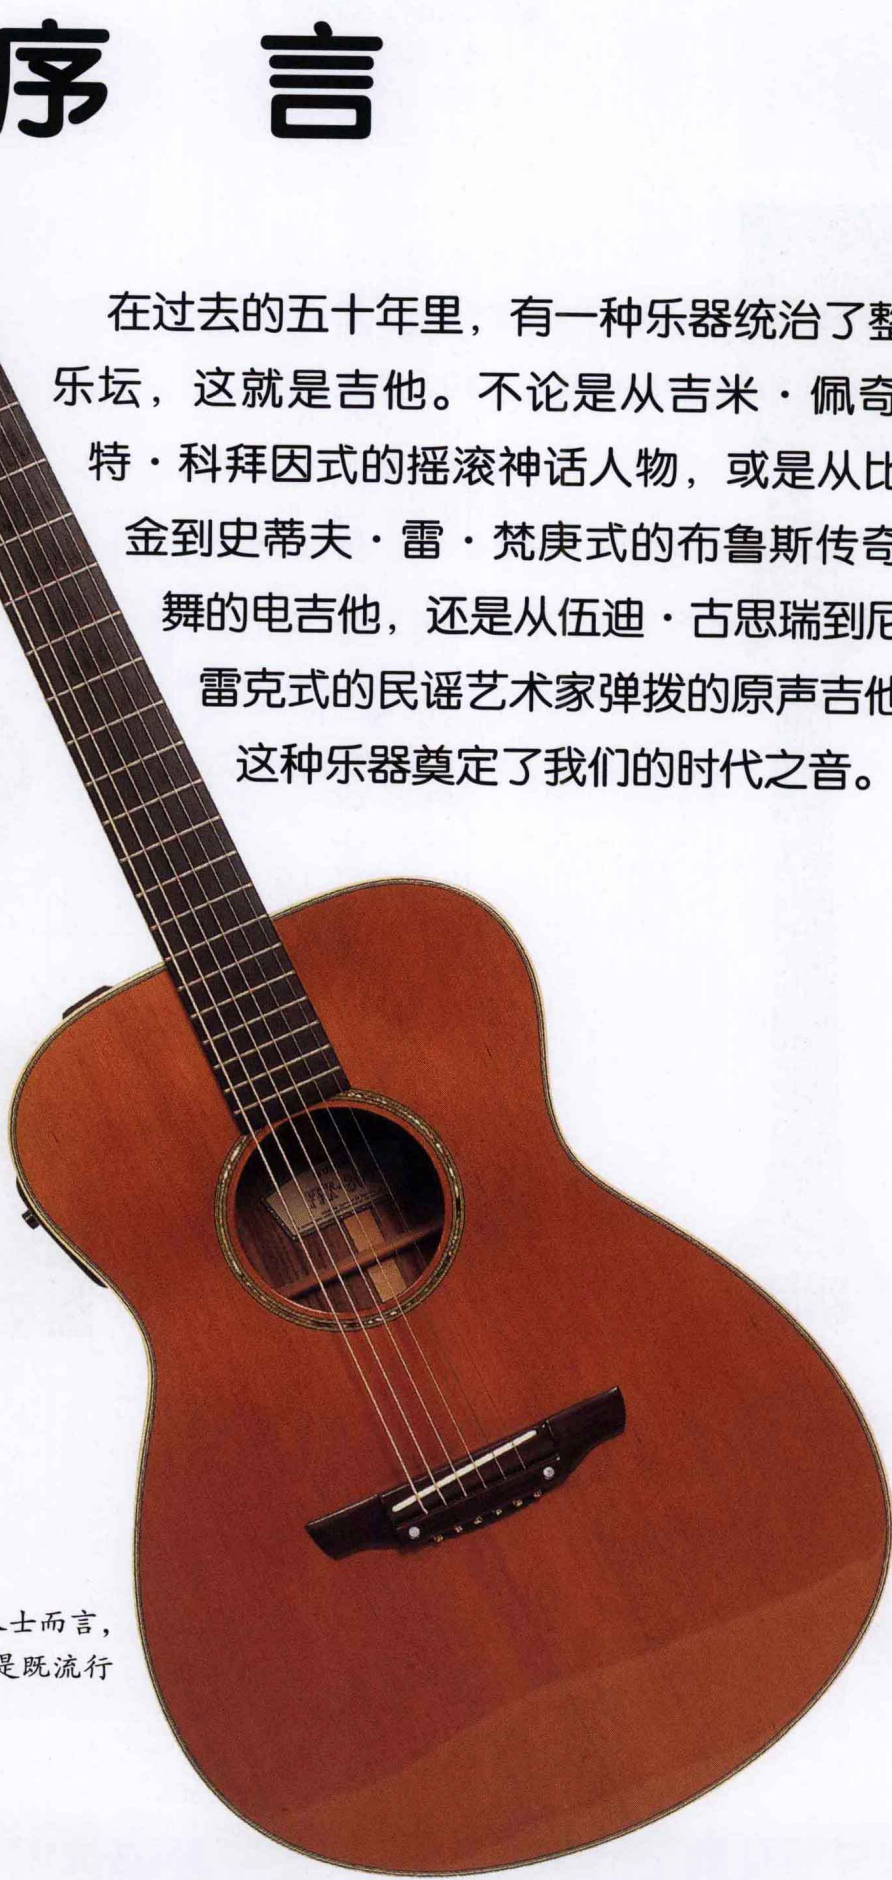 序 言
在过去的五十年里，有一种乐器统治了整
乐坛，这就是吉他。不论是从吉米·佩奇
特·科拜因式的摇滚神话人物，或是从比
金到史蒂夫·雷·梵庚式的布鲁斯传奇
舞的电吉他，还是从伍迪·古思瑞到尼
雷克式的民谣艺术家弹拨的原声吉他
这种乐器奠定了我们的时代之音。
士而言，
是既流行